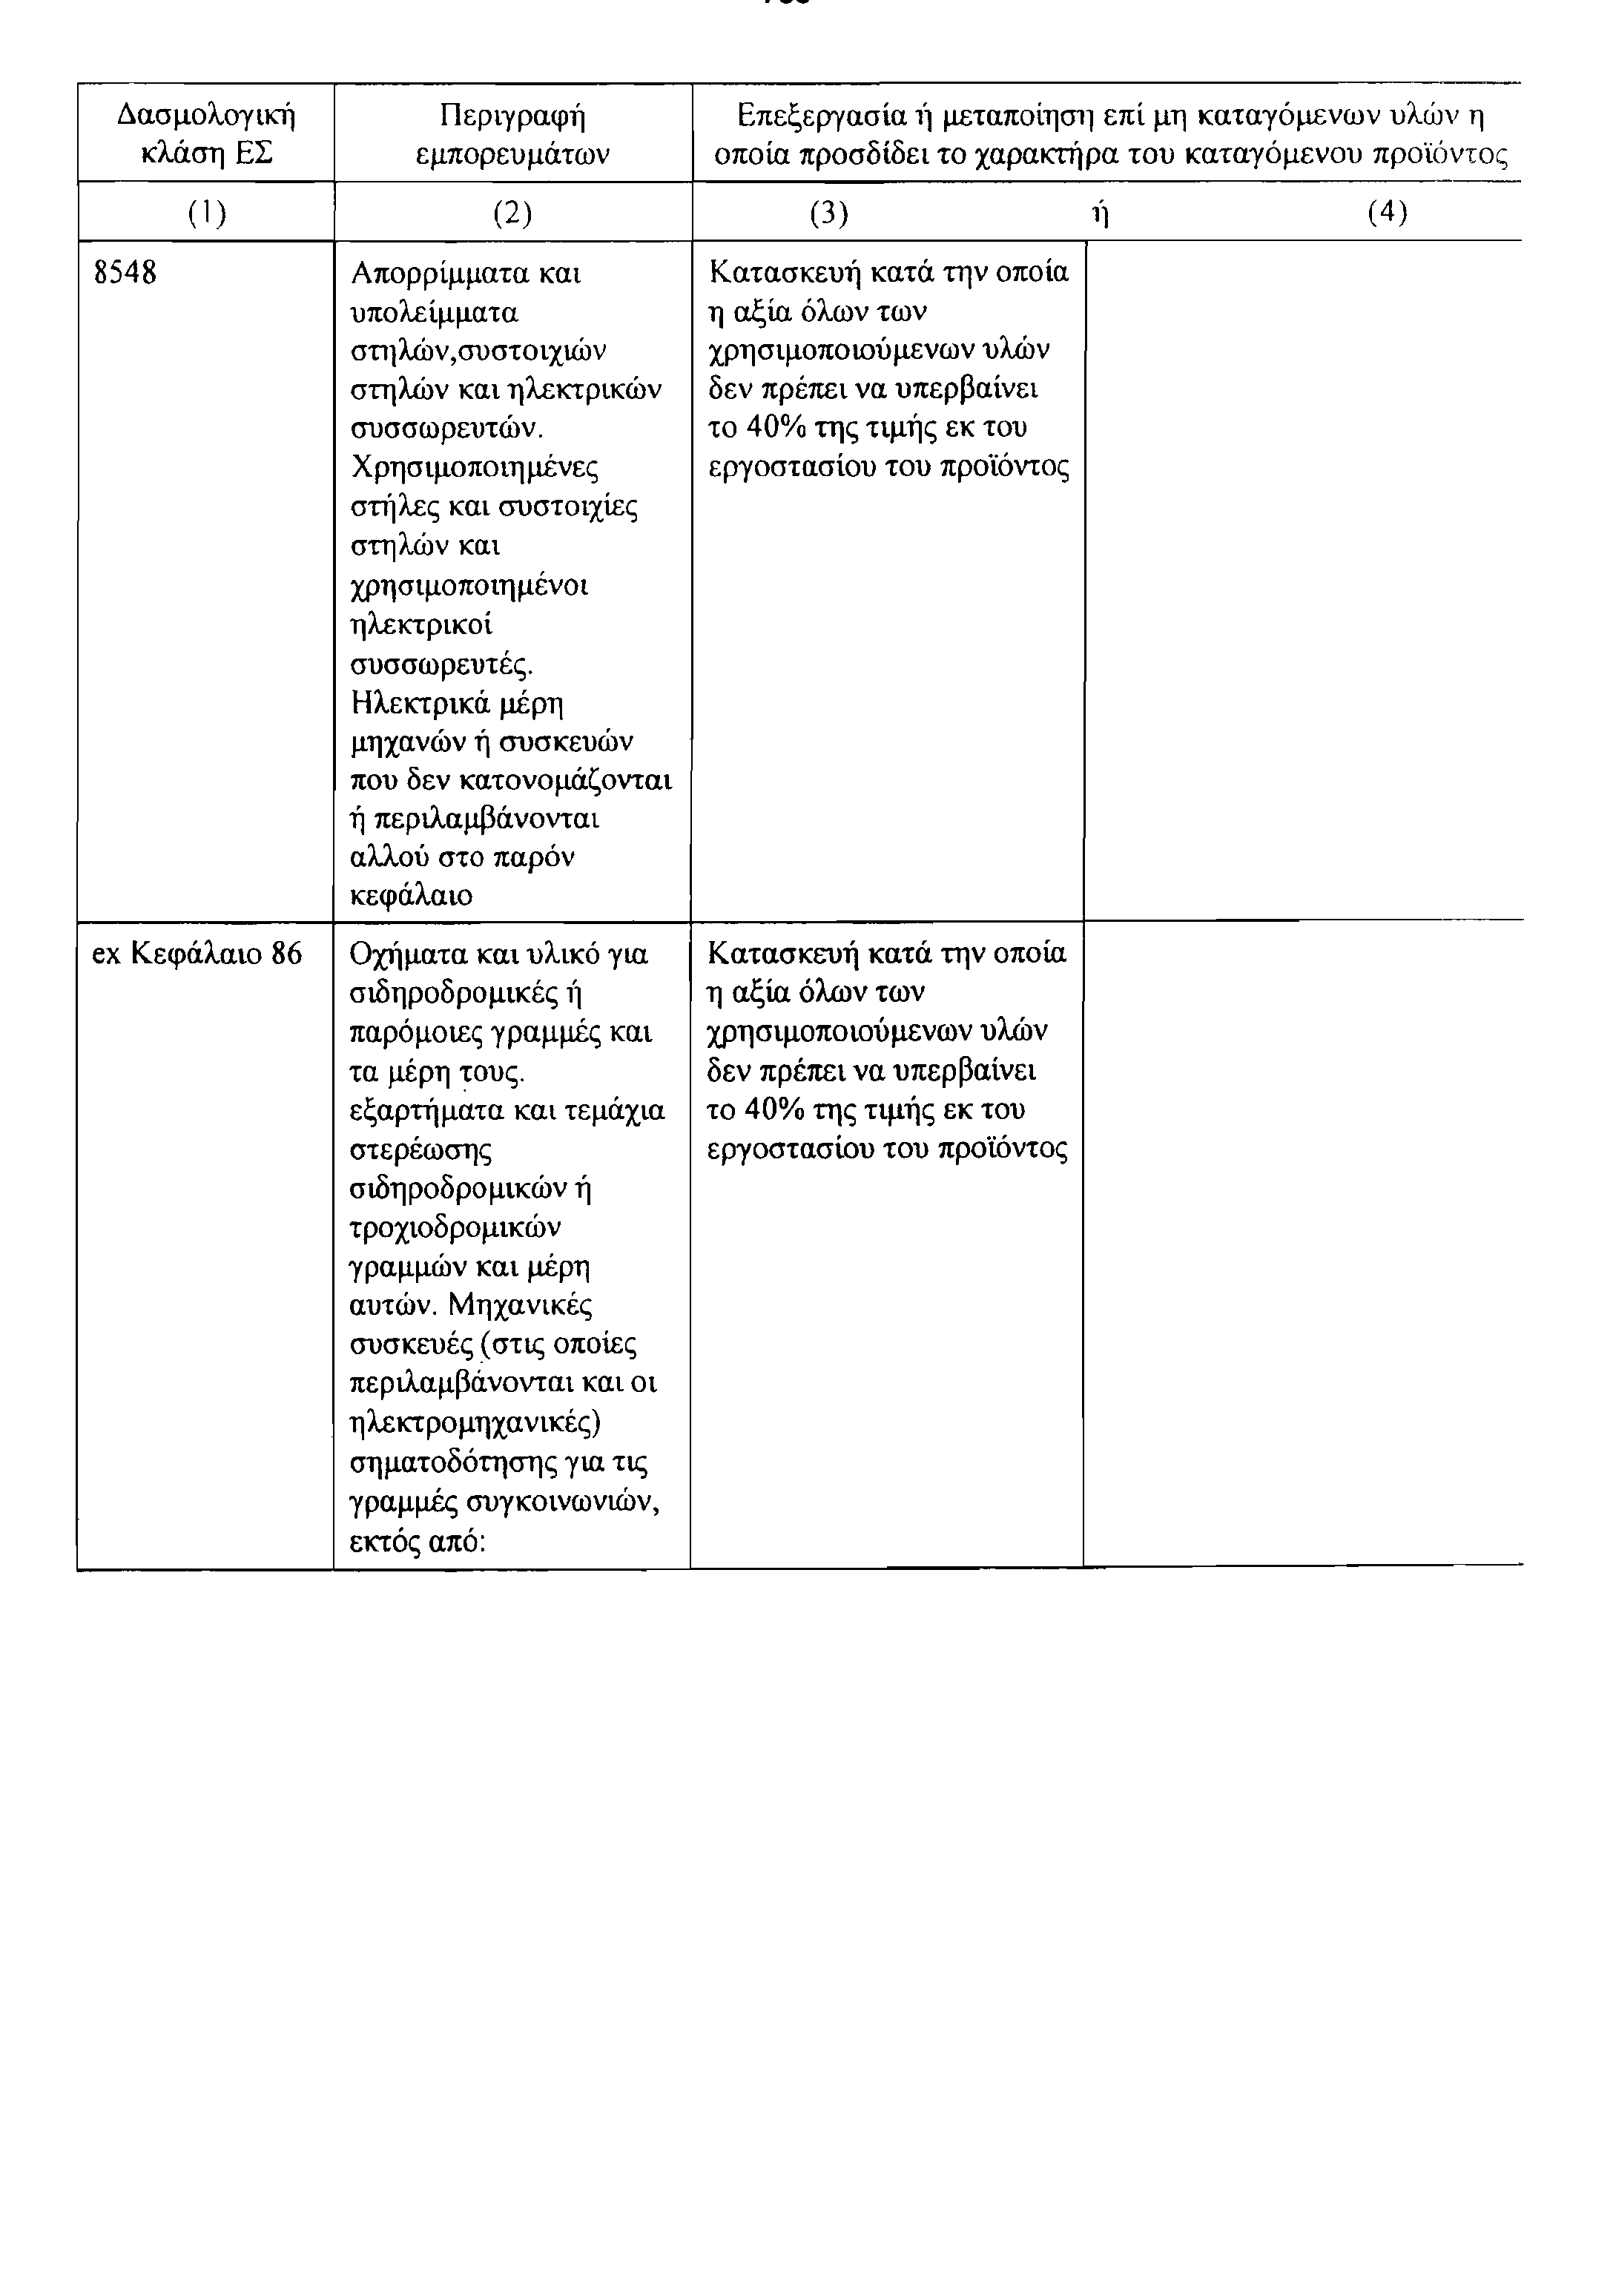 Δασμολογική
κλάση ΕΣ
Περιγραφή
εμπορευμάτων
Επεξεργασία ή μεταποίηση επί μη καταγόμενων υλών η
οποία προσδίδει το χαρακτήρα του καταγόμενου προϊόντος
(1)
(2)
(3) ή (4)
8548
Απορρίμματα και
υπολείμματα
στηλών,συστοιχιών
στηλών και ηλεκτρικών
συσσωρευτών.
Χρησιμοποιημένες
στήλες και συστοιχίες
στηλών και
χρησιμοποιημένοι
ηλεκτρικοί
συσσωρευτές.
Ηλεκτρικά μέρη
μηχανών ή συσκευών
που δεν κατονομάζονται
ή περιλαμβάνονται
αλλού στο παρόν
κεφάλαιο
Κατασκευή κατά την οποία
η αξία όλων των
χρησιμοποιούμενων υλών
δεν πρέπει να υπερβαίνει
το 40% της τιμής εκ του
εργοστασίου του προϊόντος
ex Κεφάλαιο 86
Οχήματα και υλικό για
σιδηροδρομικές ή
παρόμοιες γραμμές και
τα μέρη τους.
εξαρτήματα και τεμάχια
στερέωσης
σιδηροδρομικών ή
τροχιοδρομικών
γραμμών και μέρη
αυτών. Μηχανικές
συσκευές (στις οποίες
περιλαμβάνονται και οι
ηλεκτρομηχανικές)
σηματοδότησης για τις
γραμμές συγκοινωνιών,
εκτός από:
Κατασκευή κατά την οποία
η αξία όλων των
χρησιμοποιούμενων υλών
δεν πρέπει να υπερβαίνει
το 40% της τιμής εκ του
εργοστασίου του προϊόντος